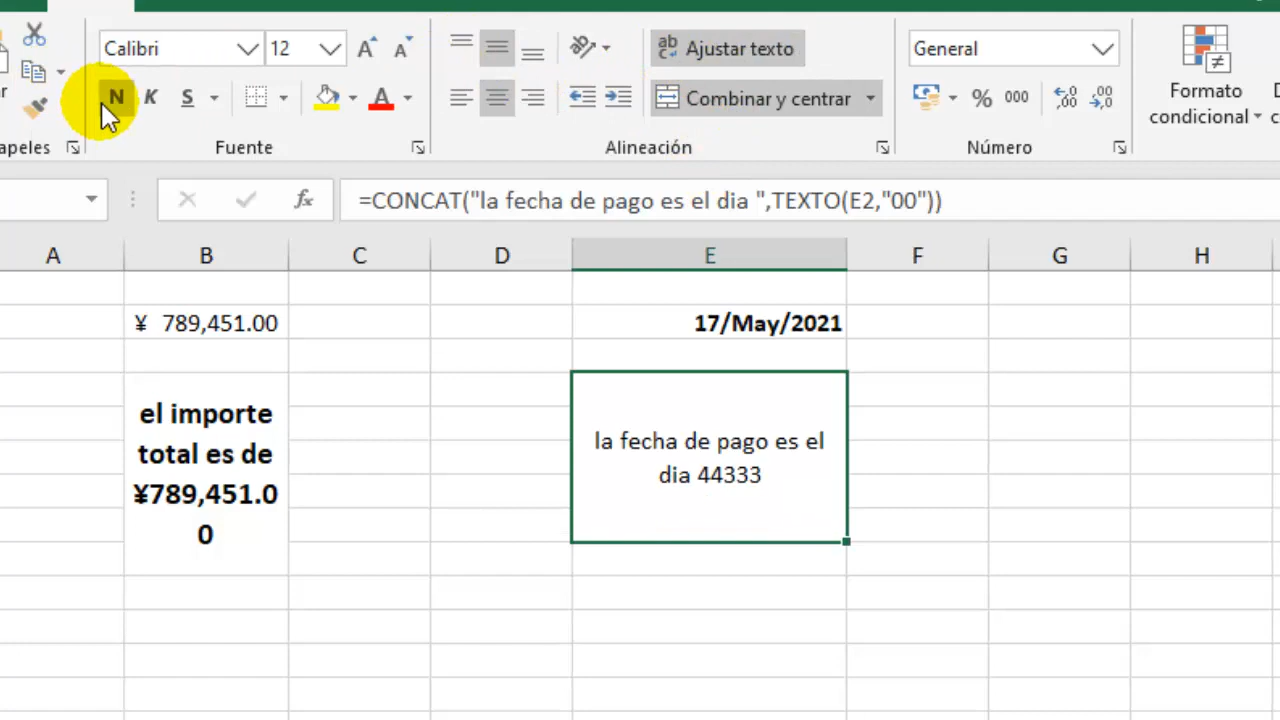 Calibri 12 Ajustar texto General
N K S Combinar y centrar % 000 Formato
condicional
apeles Fuente Alineación Número
fx =CONCAT("la fecha de pago es el dia ",TEXTO(E2,"00"))
A B C D E F G H
¥ 789,451.00 17/May/2021
el importe
total es de
¥789,451.0
0
la fecha de pago es el
dia 44333